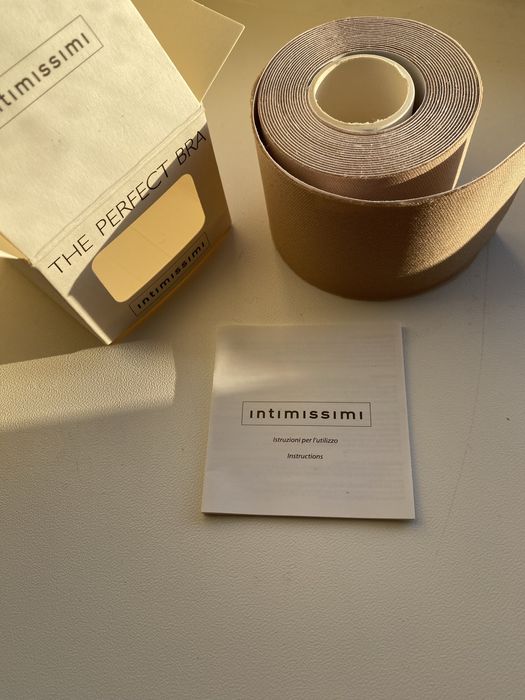 intimissimi
THE PERFECT BRA
intimissimi
intimissimi
Istruzioni per l'utilizzo
Instructions